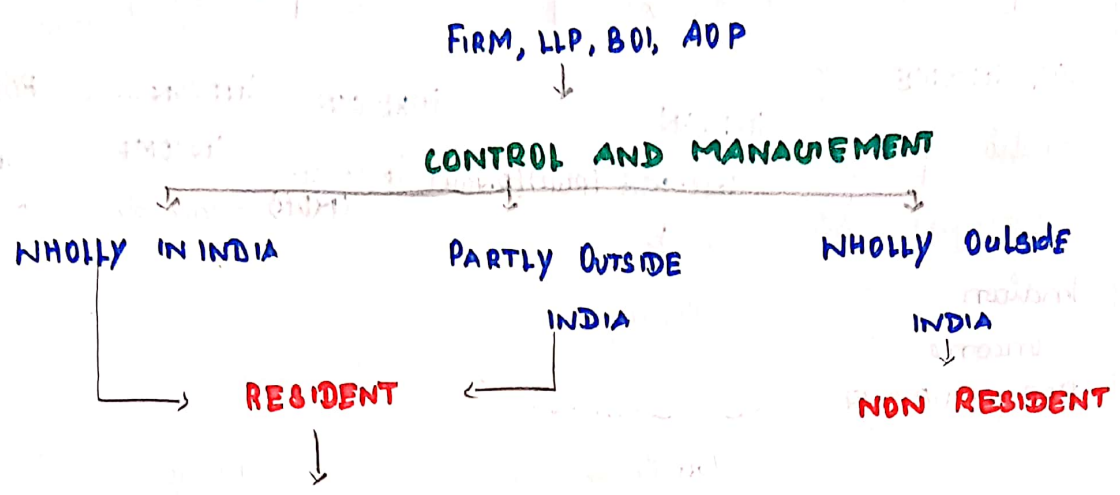 FIRM, LLP, BOI, AOP
CONTROL AND MANAGEMENT
WHOLLY IN INDIA
PARTLY OUTSIDE
INDIA
WHOLLY OUTSIDE
INDIA
RESIDENT
NON RESIDENT